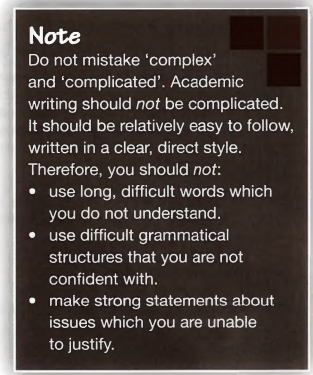 Note
Do not mistake ‘complex’
and ‘complicated’. Academic
writing should not be complicated.
It should be relatively easy to follow,
written in a clear, direct style.
Therefore, you should not:
• use long, difficult words which
you do not understand.
• use difficult grammatical
structures that you are not
confident with.
• make strong statements about
issues which you are unable
to justify.